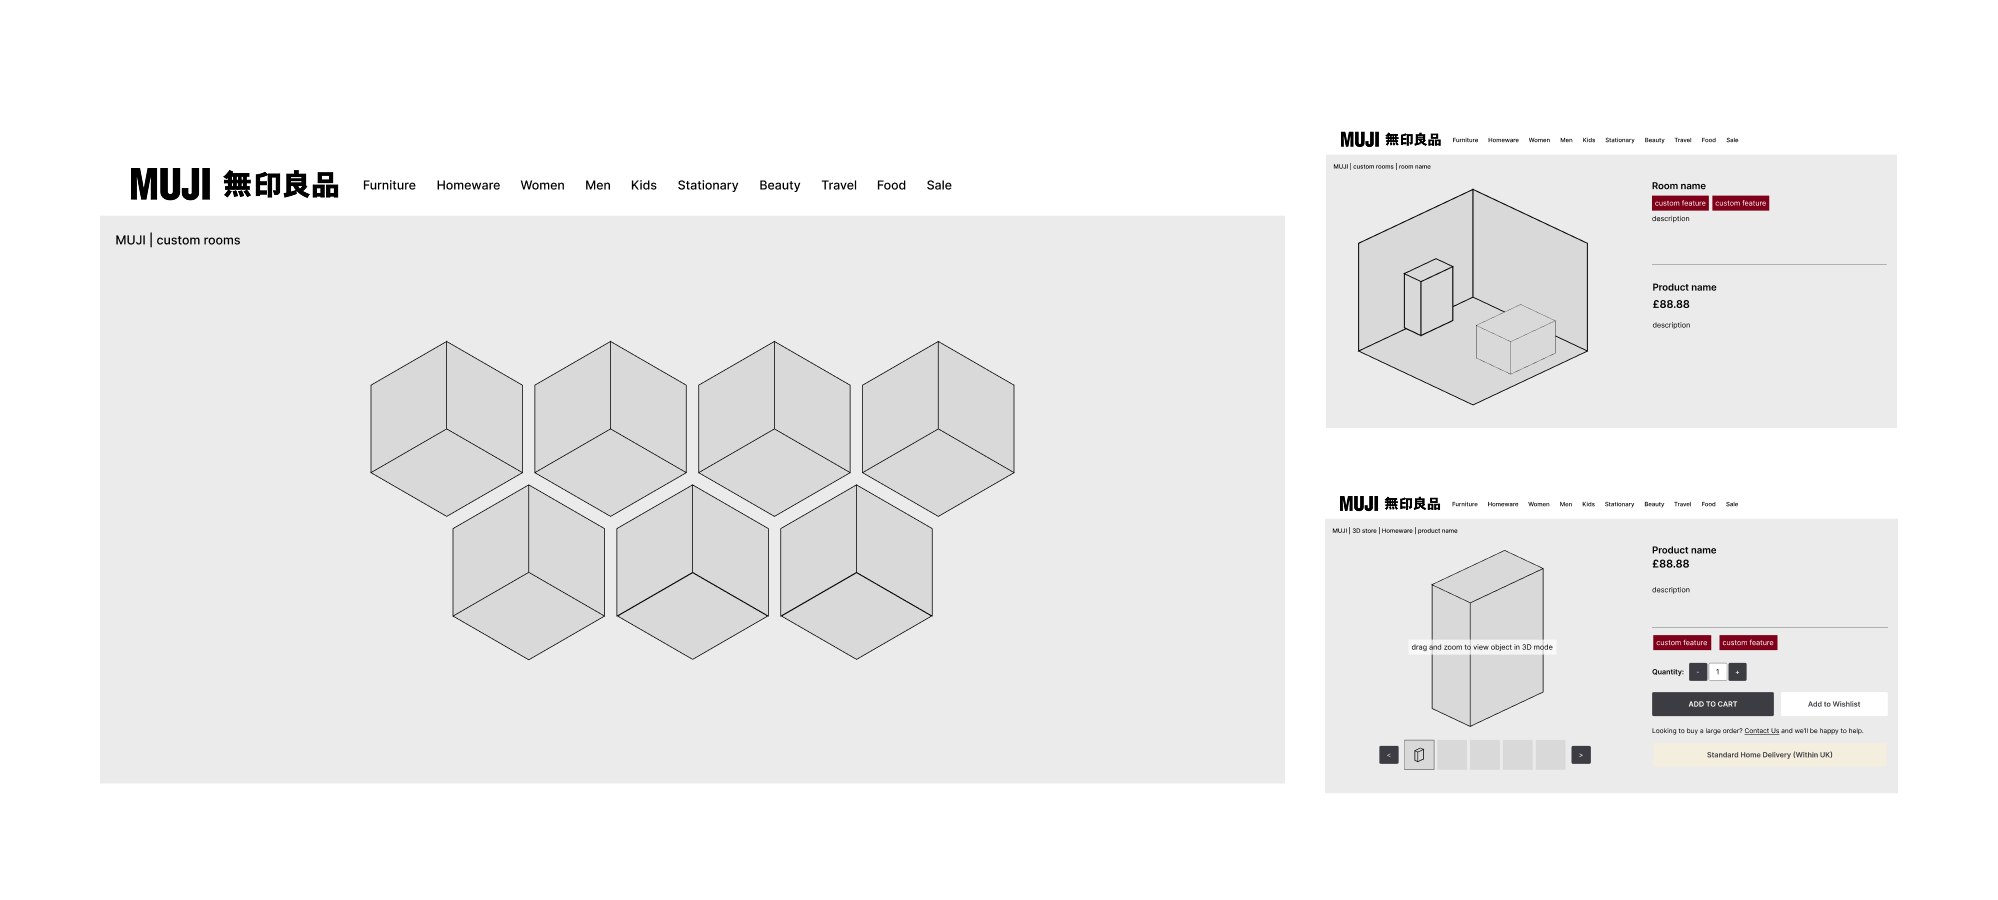 MUJI 無印良品 Furniture Homeware Women Men Kids Stationary Beauty Travel Food Sale
MUJI | custom rooms
MUJI 無印良品 Furniture Homeware Women Men Kids Stationary Beauty Travel Food Sale
MUJI | custom rooms | room name
Room name
custom feature custom feature
description
Product name
£88.88
description
MUJI 無印良品 Furniture Homeware Women Men Kids Stationary Beauty Travel Food Sale
MUJI | 3D store | Homeware | product name
drag and zoom to view object in 3D mode
< >
Product name
£88.88
description
custom feature custom feature
Quantity: - 1 +
ADD TO CART Add to Wishlist
Looking to buy a large order? Contact Us and we'll be happy to help.
Standard Home Delivery (Within UK)